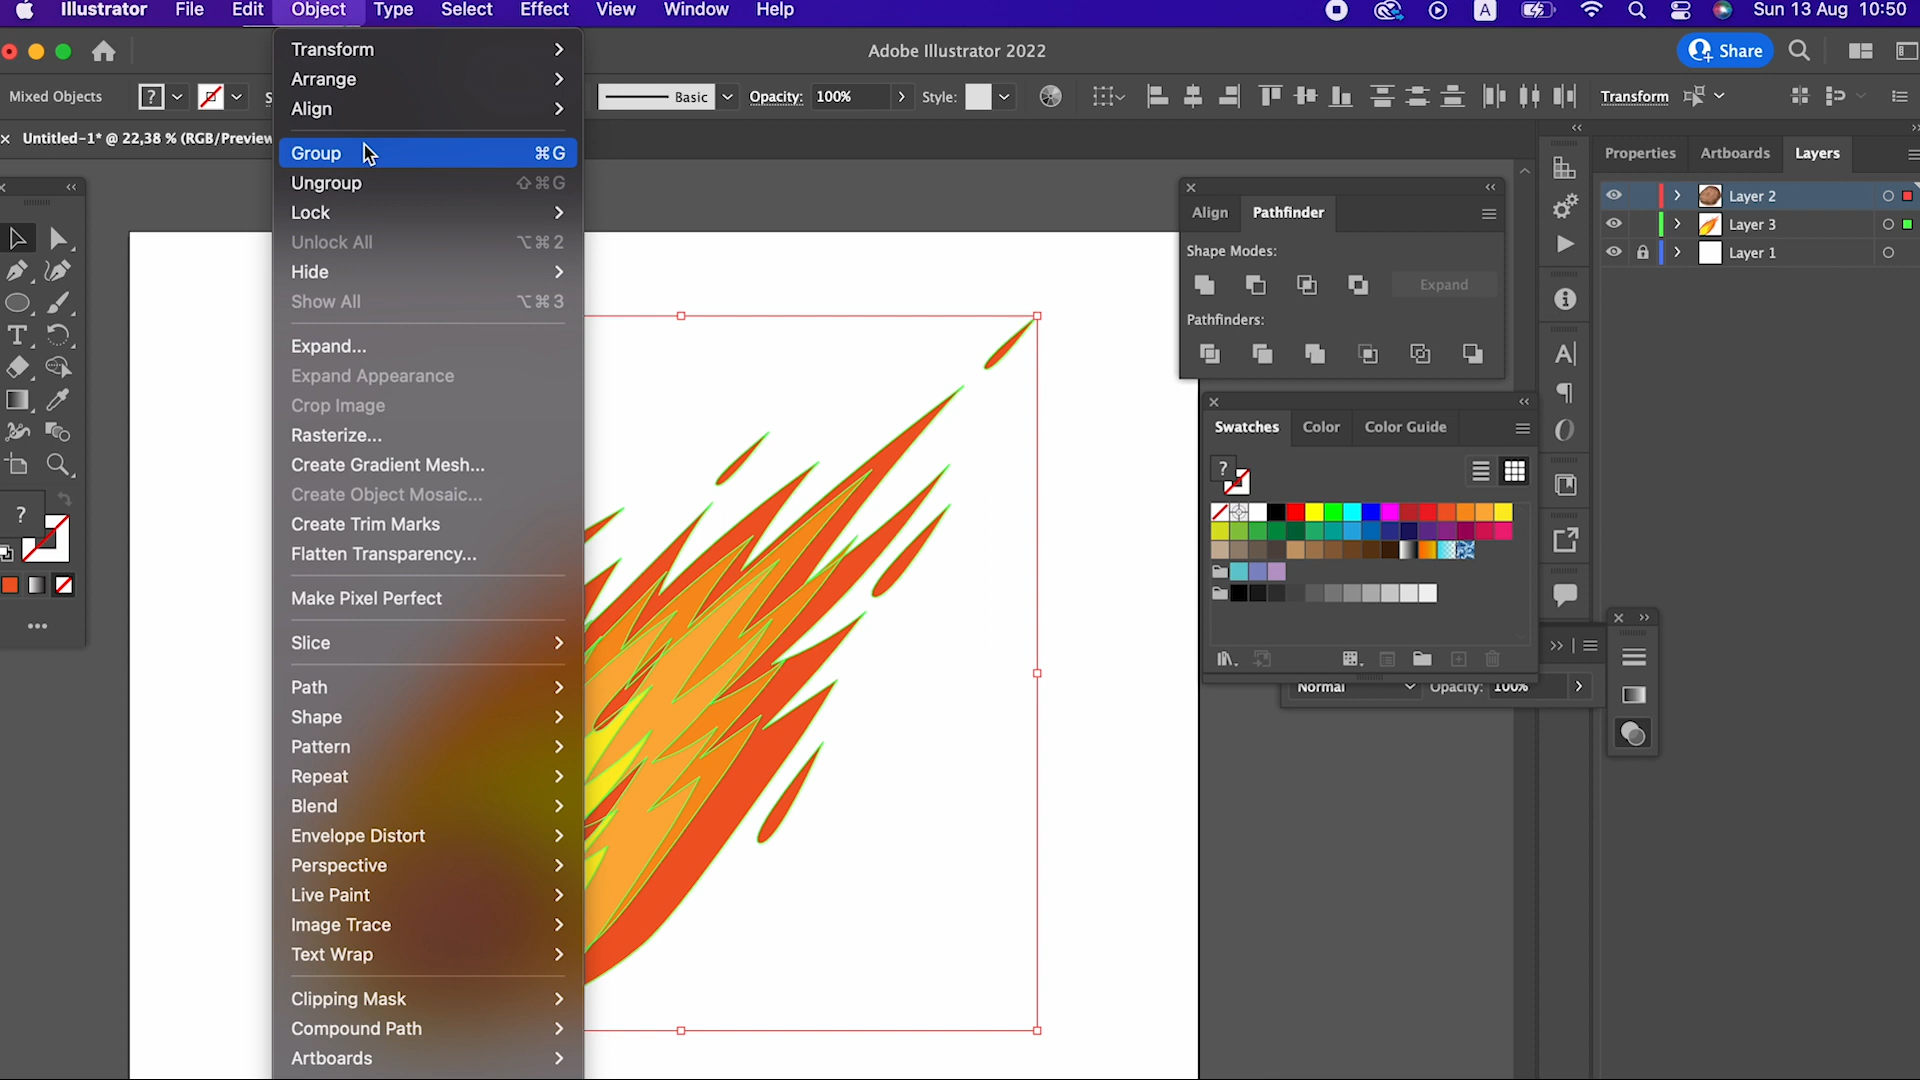 Illustrator File Edit Object Type Select Effect View Window Help A Sun 13 Aug 10:50
Adobe Illustrator 2022 Share
Mixed Objects ? Basic Opacity: 100% Style: Transform
Untitled-1* @ 22,38 % (RGB/Preview
Transform
Arrange
Align
Group ⌘G
Ungroup ⇧⌘G
Lock
Unlock All ⌥⌘2
Hide
Show All ⌥⌘3
Expand...
Expand Appearance
Crop Image
Rasterize...
Create Gradient Mesh...
Create Object Mosaic...
Create Trim Marks
Flatten Transparency...
Make Pixel Perfect
Slice
Path
Shape
Pattern
Repeat
Blend
Envelope Distort
Perspective
Live Paint
Image Trace
Text Wrap
Clipping Mask
Compound Path
Artboards
?
Align Pathfinder
Shape Modes:
Expand
Pathfinders:
Swatches Color Color Guide
?
Normal Opacity: 100%
Properties Artboards Layers
Layer 2
Layer 3
Layer 1